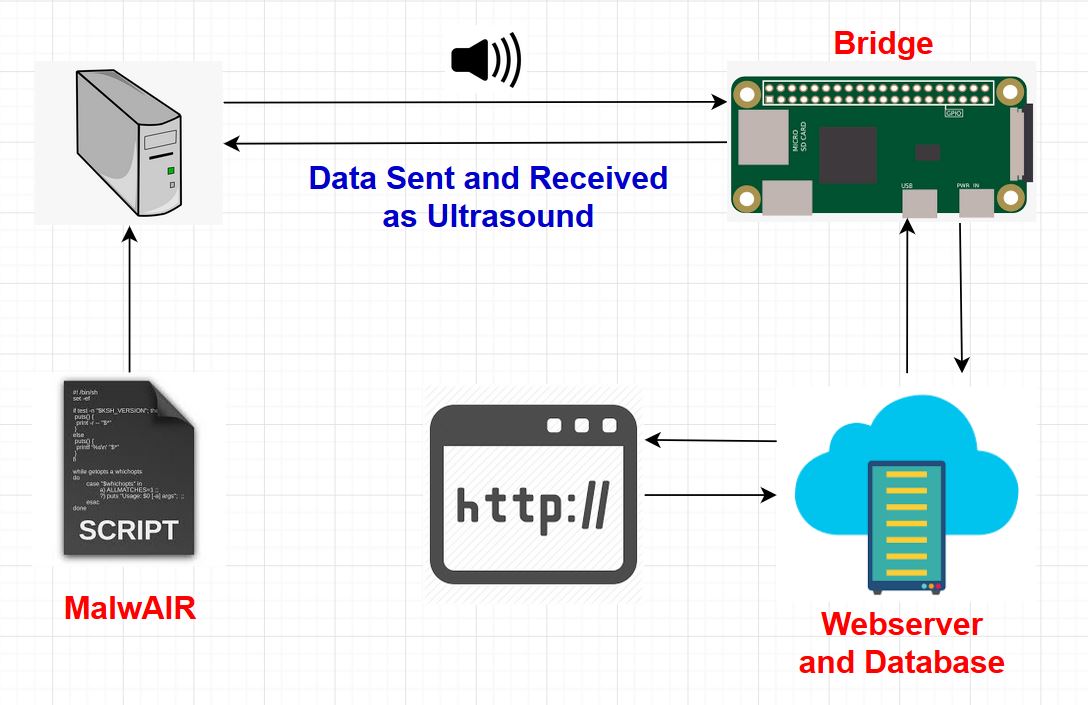 Bridge
GPIO
MICRO
SD CARD
USB
PWR IN
Data Sent and Received
as Ultrasound
#! /bin/sh
set -ef
if test -n "$KSH_VERSION"; the
puts() {
print -r -- "$*"
}
else
puts() {
printf '%s\n' "$*"
}
fi
while getopts a whichopts
do
case "$whichopts" in
a) ALLMATCHES=1 ;;
?) puts "Usage: $0 [-a] args"; ;;
esac
done
SCRIPT
http://
MalwAIR
Webserver
and Database